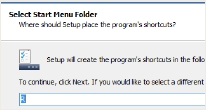 Select Start Menu Folder
Where should Setup place the program's shortcuts?
Setup will create the program's shortcuts in the follo
To continue, click Next. If you would like to select a different